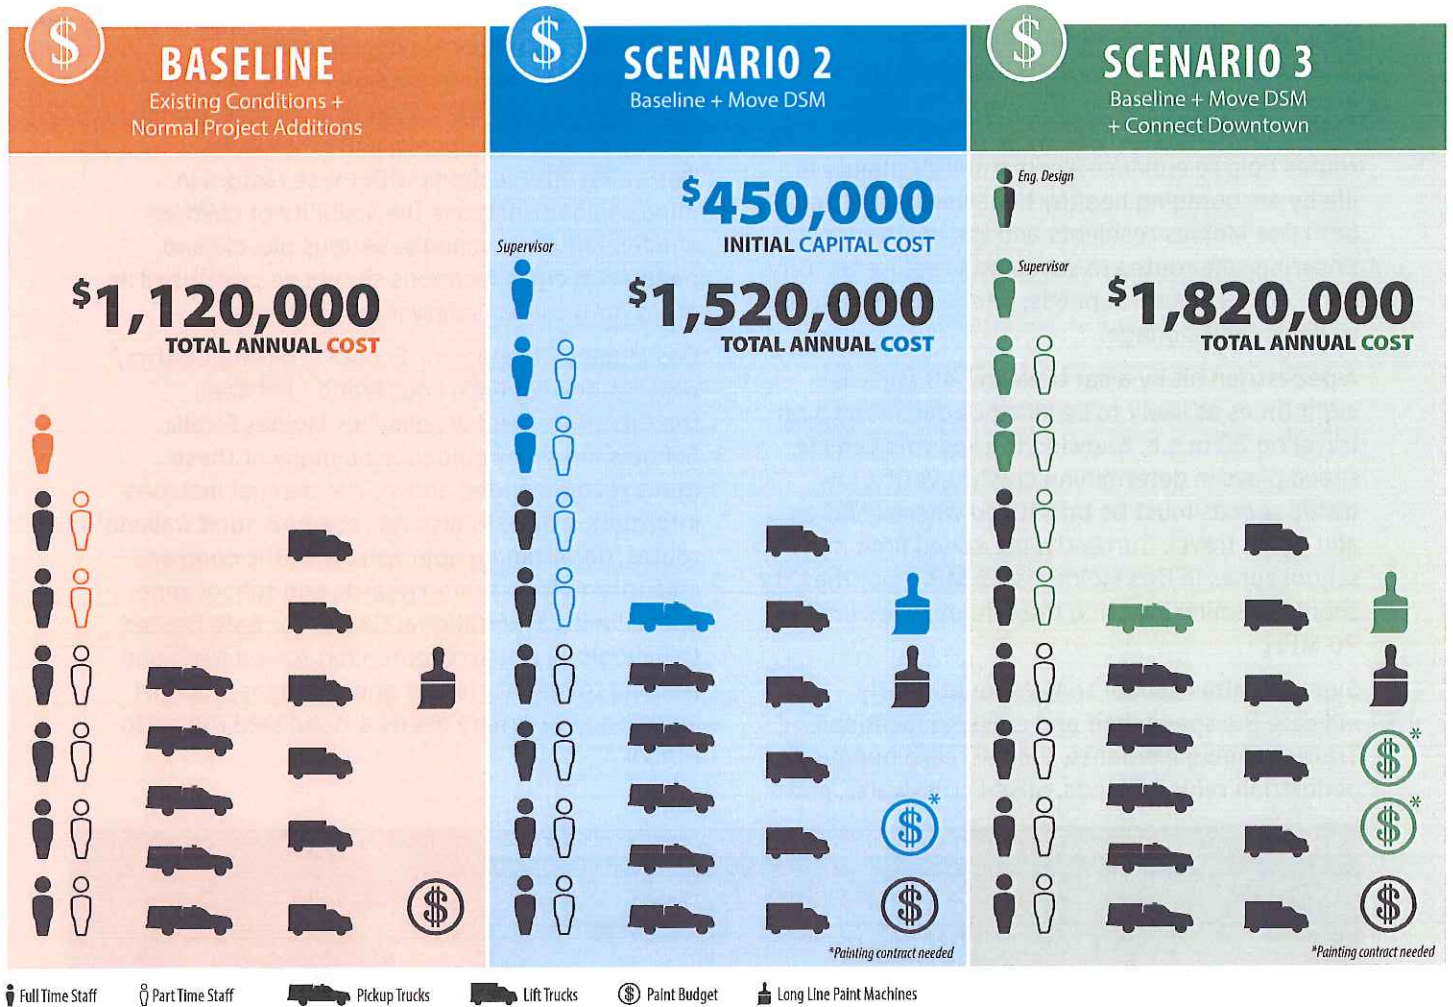 $
BASELINE
Existing Conditions +
Normal Project Additions
$1,120,000
TOTAL ANNUAL COST
$
$
SCENARIO 2
Baseline + Move DSM
$450,000
INITIAL CAPITAL COST
Supervisor
$1,520,000
TOTAL ANNUAL COST
$*
$
*Painting contract needed
$
SCENARIO 3
Baseline + Move DSM
+ Connect Downtown
Eng. Design
Supervisor
$1,820,000
TOTAL ANNUAL COST
$*
$*
$
*Painting contract needed
Full Time Staff
Part Time Staff
Pickup Trucks
Lift Trucks
$ Paint Budget
Long Line Paint Machines